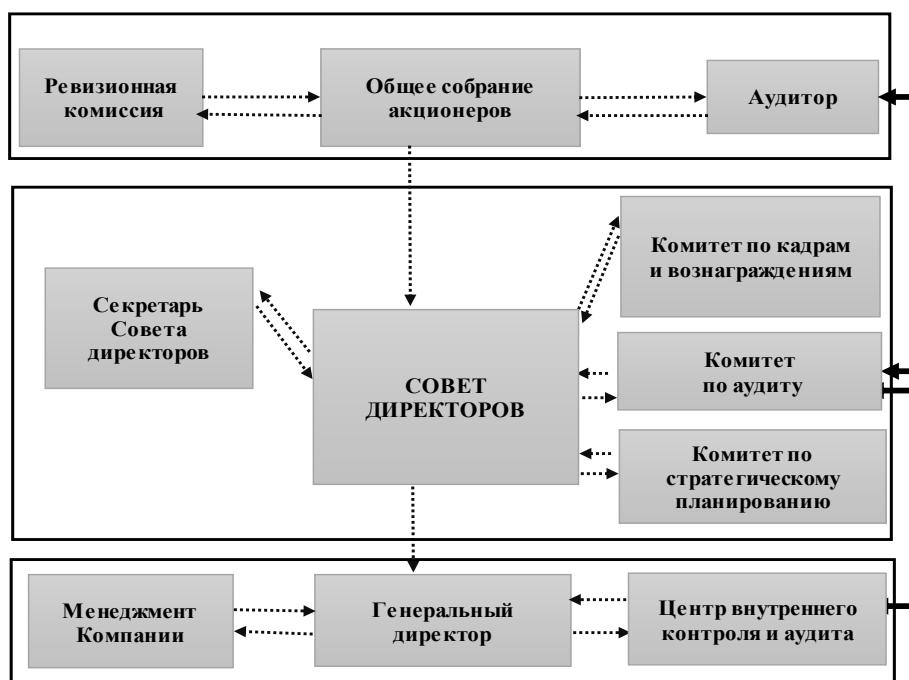 Ревизионная
комиссия
Общее собрание
акционеров
Аудитор
Комитет по кадрам
и вознаграждениям
Секретарь
Совета
директоров
СОВЕТ
ДИРЕКТОРОВ
Комитет
по аудиту
Комитет по
стратегическому
планированию
Менеджмент
Компании
Генеральный
директор
Центр внутреннего
контроля и аудита